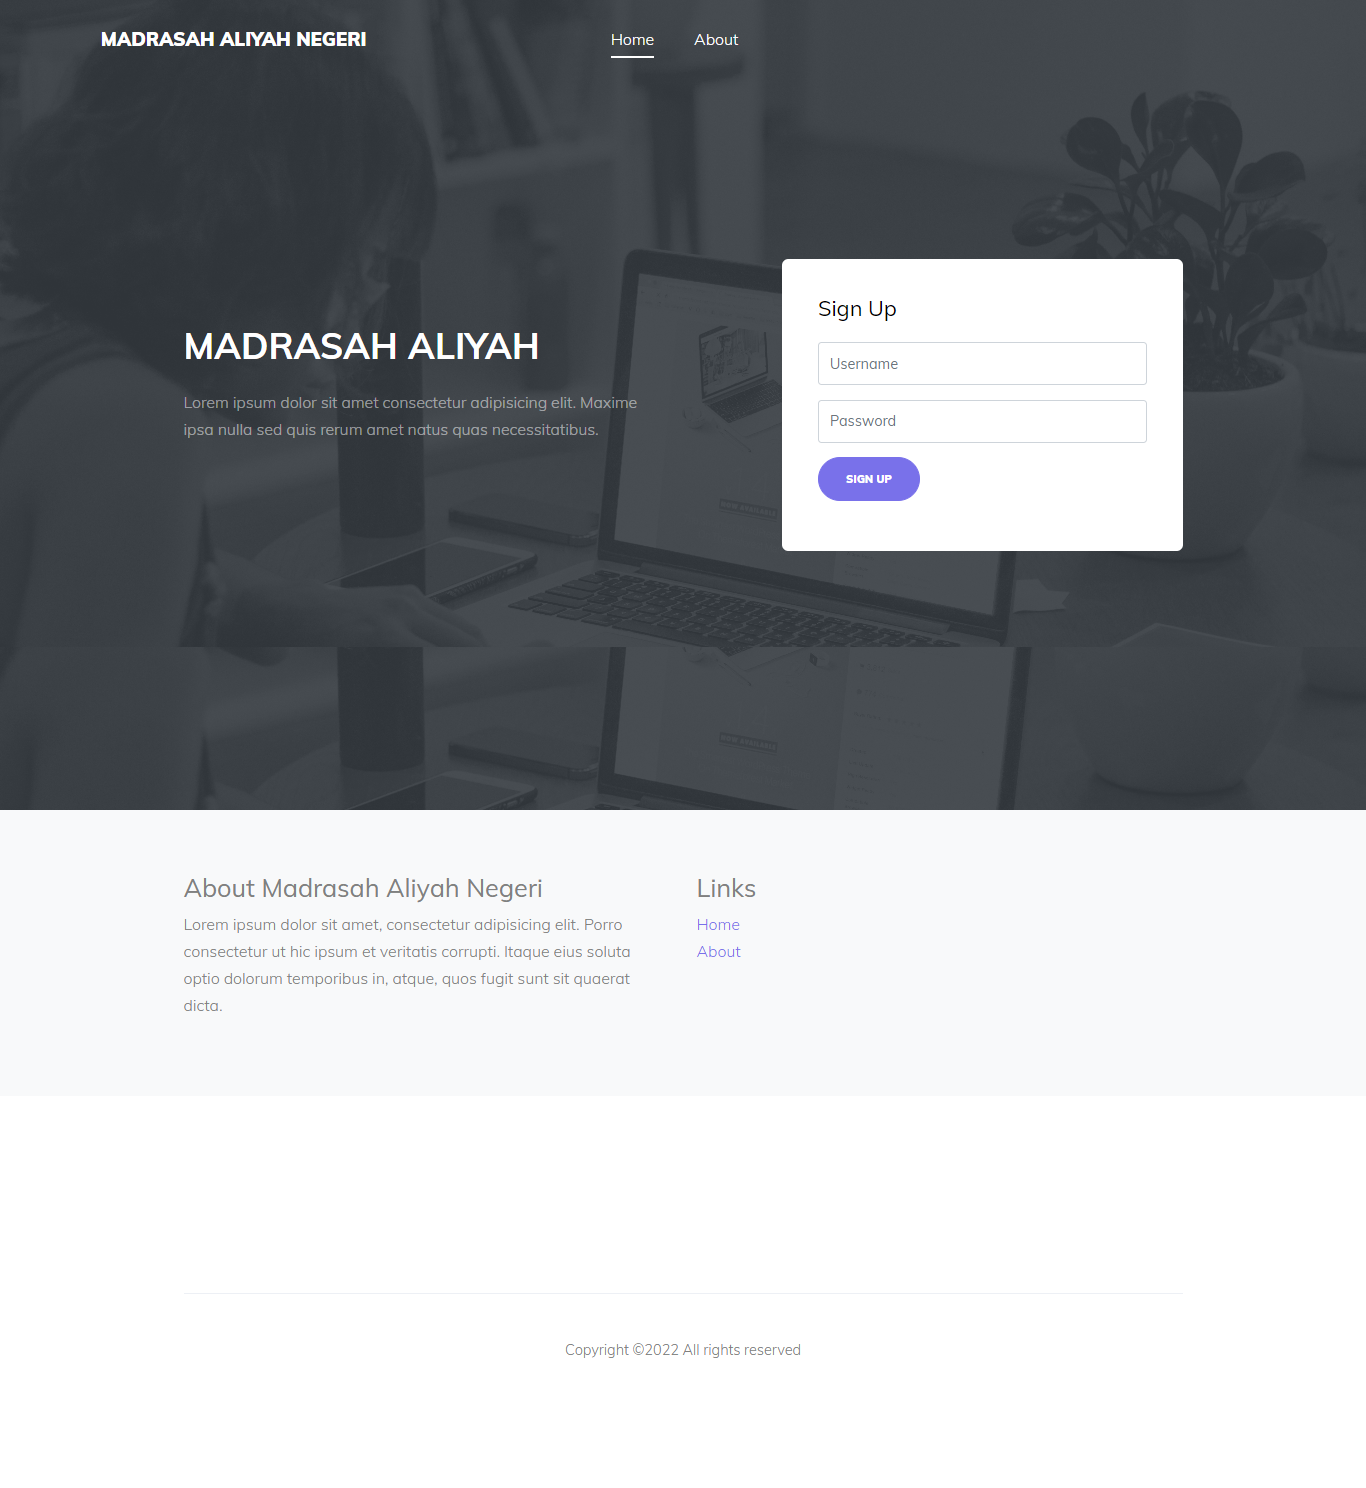 MADRASAH ALIYAH NEGERI
Home
About
Sign Up
MADRASAH ALIYAH
Username
Lorem ipsum dolor sit amet consectetur adipisicing elit. Maxime
ipsa nulla sed quis rerum amet natus quas necessitatibus.
Password
SIGN UP
About Madrasah Aliyah Negeri
Lorem ipsum dolor sit amet, consectetur adipisicing elit. Porro
consectetur ut hic ipsum et veritatis corrupti. Itaque eius soluta
optio dolorum temporibus in, atque, quos fugit sunt sit quaerat
dicta.
Links
Home
About
Copyright ©2022 All rights reserved